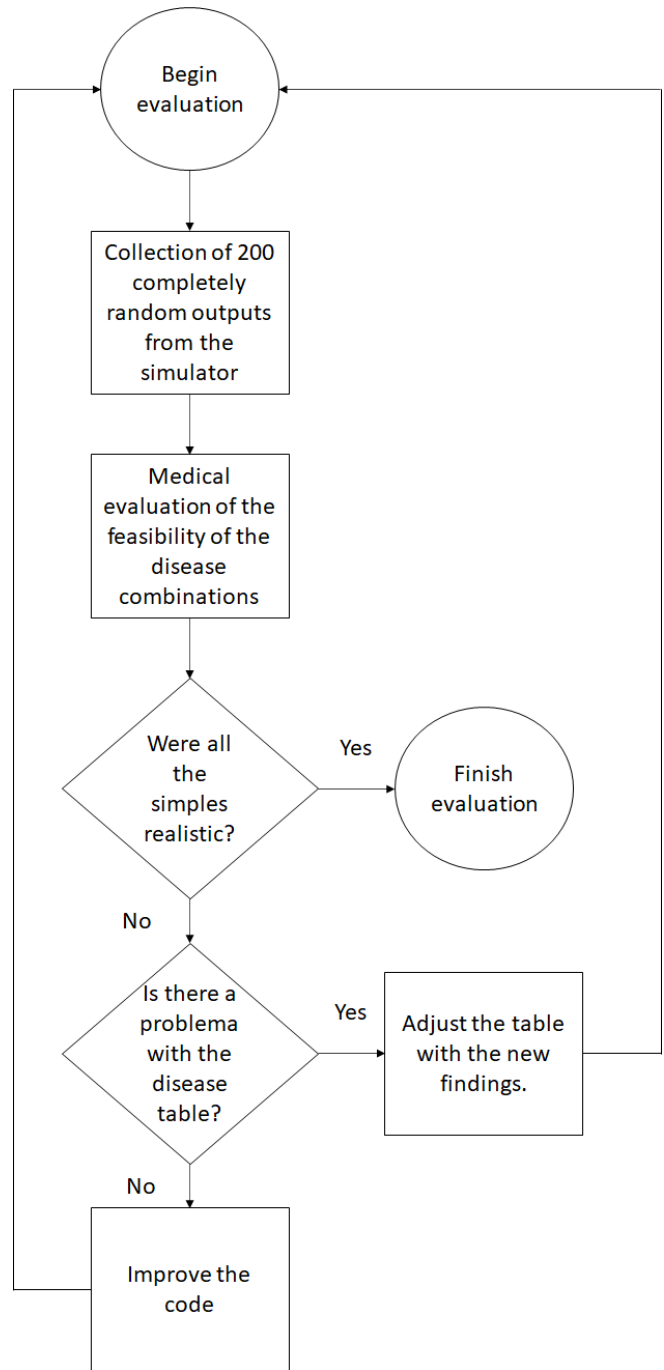 Begin
evaluation
Collection of 200
completely
random outputs
from the
simulator
Medical
evaluation of the
feasibility of the
disease
combinations
Were all
the
simples
realistic?
Yes
Finish
evaluation
No
Is there a
problema
with the
disease
table?
Yes
Adjust the table
with the new
findings.
No
Improve the
code